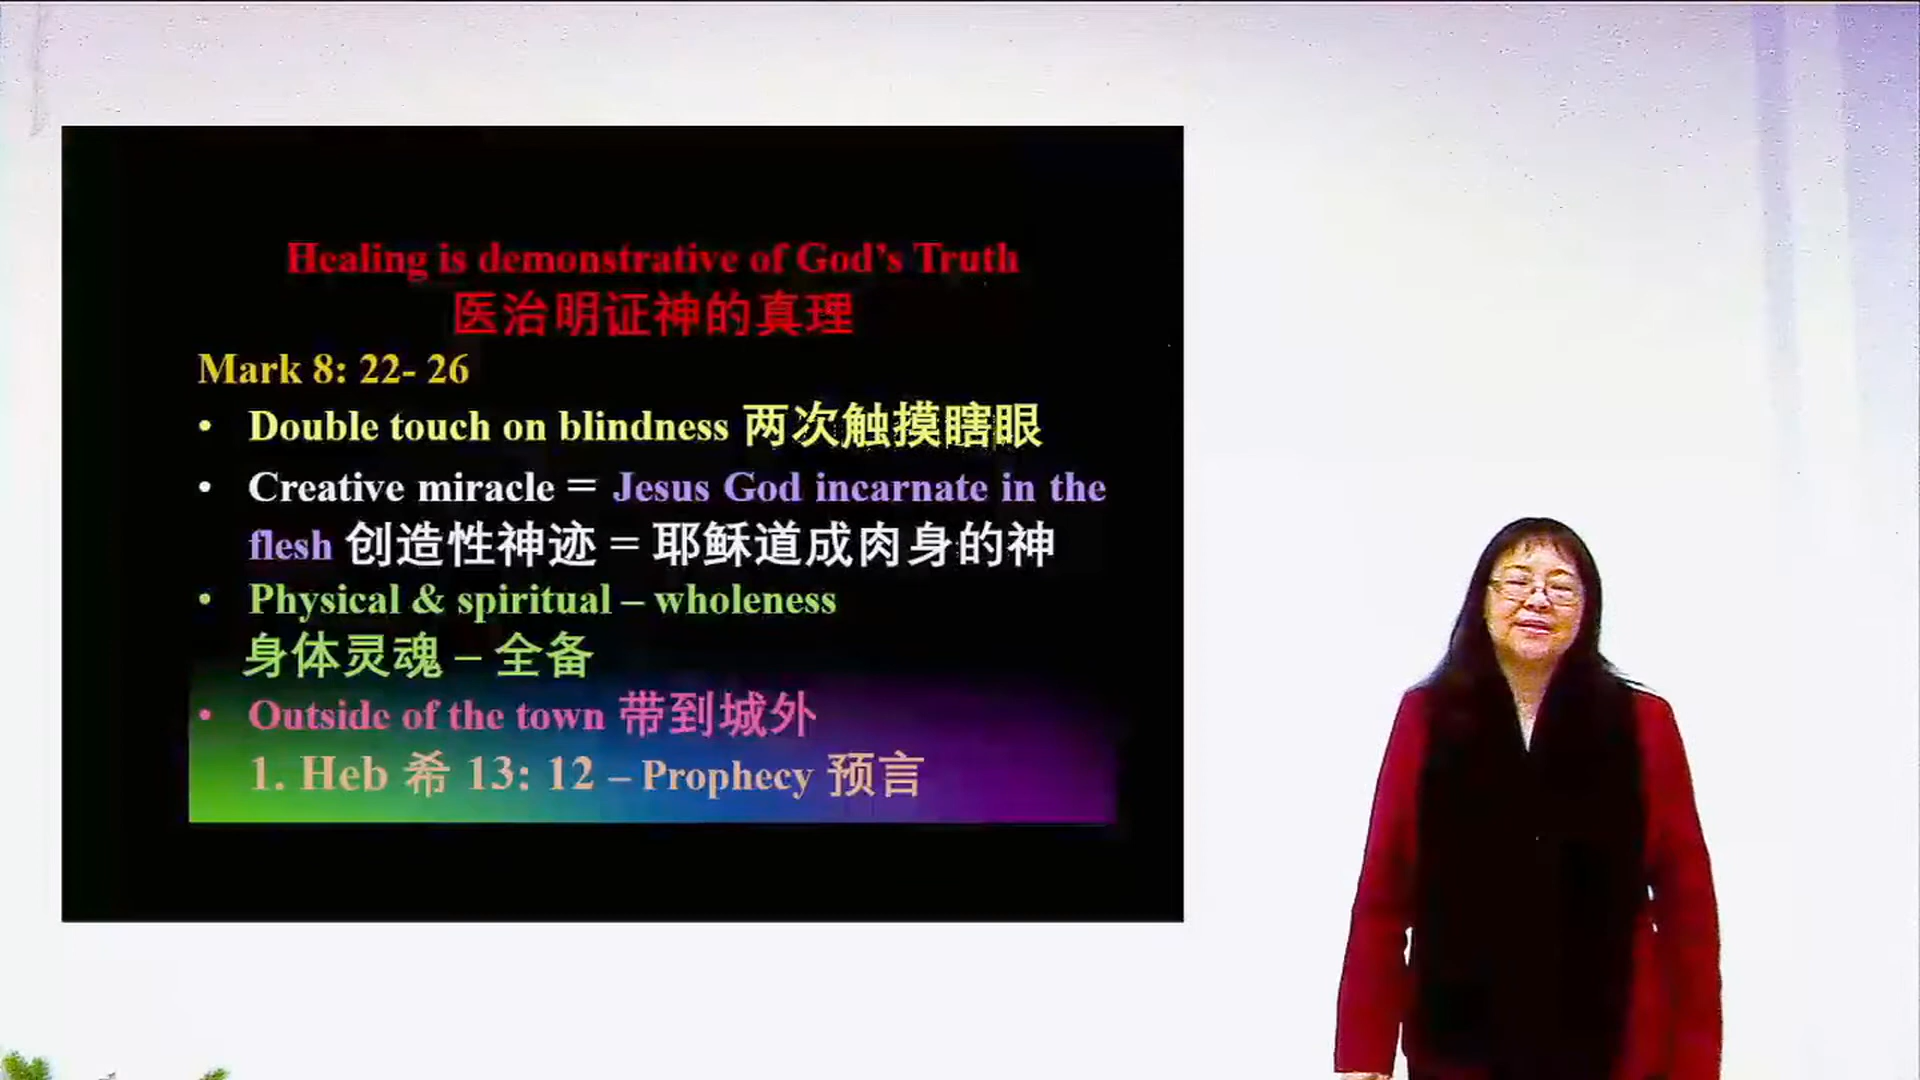 Healing is demonstrative of God's Truth
医治明证神的真理
Mark 8: 22- 26
• Double touch on blindness 两次触摸瞎眼
• Creative miracle = Jesus God incarnate in the
flesh 创造性神迹 = 耶稣道成肉身的神
• Physical & spiritual – wholeness
身体灵魂 – 全备
• Outside of the town 带到城外
1. Heb 希 13: 12 – Prophecy 预言